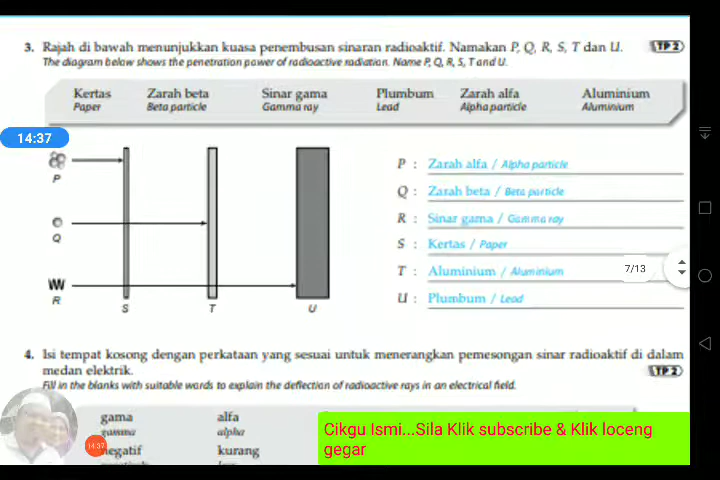 3. Rajah di bawah menunjukkan kuasa penembusan sinaran radioaktif. Namakan P, Q, R, S, T dan U. TP 2
The diagram below shows the penetration power of radioactive radiation. Name P, Q, R, S, T and U.
Kertas Zarah beta Sinar gama Plumbum Zarah alfa Aluminium
Paper Beta particle Gamma ray Lead Alpha particle Aluminium
14:37
P
Q
R
S T U
P : Zarah alfa / Alpha particle
Q : Zarah beta / Beta particle
R : Sinar gama / Gamma ray
S : Kertas / Paper
T : Aluminium / Aluminium
U : Plumbum / Lead
7/13
4. Isi tempat kosong dengan perkataan yang sesuai untuk menerangkan pemesongan sinar radioaktif di dalam
medan elektrik. TP 2
Fill in the blanks with suitable words to explain the deflection of radioactive rays in an electrical field.
gama alfa
gamma alpha
negatif kurang
14:37
Cikgu Ismi...Sila Klik subscribe & Klik loceng
gegar